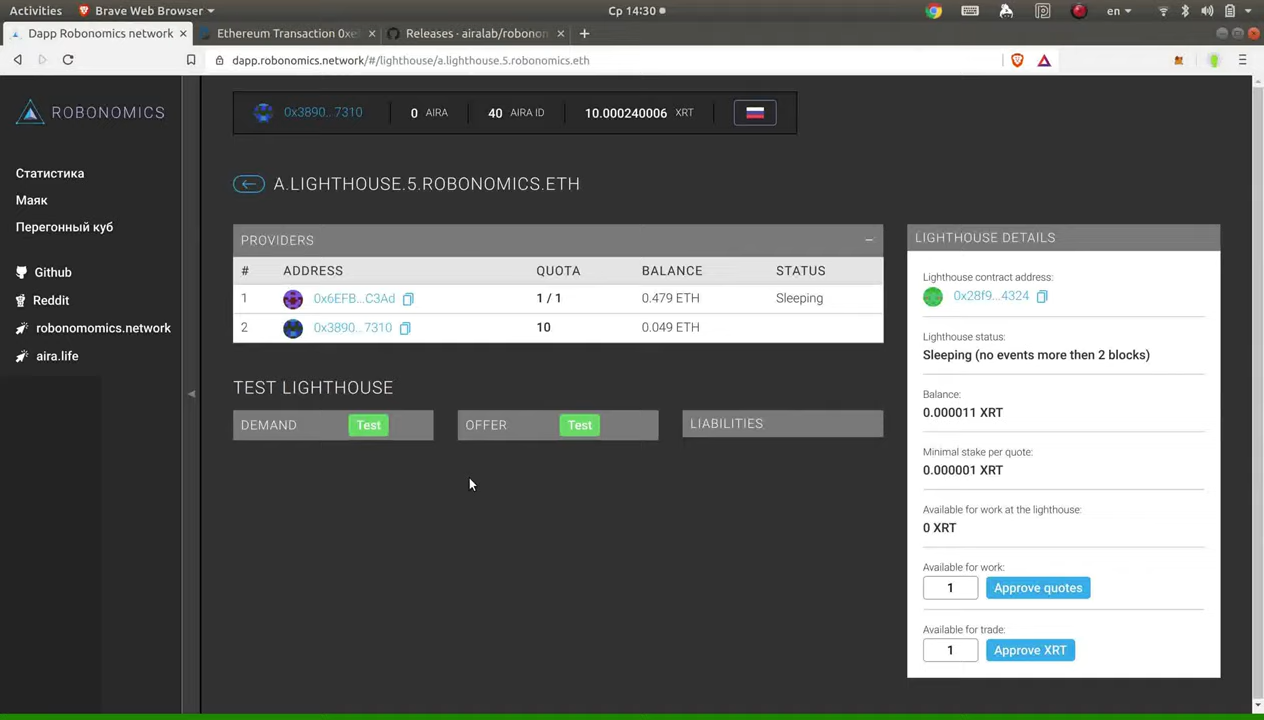 Activities Brave Web Browser Ср 14:30 en
Dapp Robonomics network Ethereum Transaction 0xe Releases · airalab/robonom
dapp.robonomics.network/#/lighthouse/a.lighthouse.5.robonomics.eth
ROBONOMICS
Статистика
Маяк
Перегонный куб
Github
Reddit
robonomomics.network
aira.life
0x3890...7310 0 AIRA 40 AIRA ID 10.000240006 XRT
A.LIGHTHOUSE.5.ROBONOMICS.ETH
PROVIDERS
# ADDRESS QUOTA BALANCE STATUS
1 0x6EFB...C3Ad 1 / 1 0.479 ETH Sleeping
2 0x3890...7310 10 0.049 ETH
TEST LIGHTHOUSE
DEMAND Test OFFER Test LIABILITIES
LIGHTHOUSE DETAILS
Lighthouse contract address:
0x28f9...4324
Lighthouse status:
Sleeping (no events more then 2 blocks)
Balance:
0.000011 XRT
Minimal stake per quote:
0.000001 XRT
Available for work at the lighthouse:
0 XRT
Available for work:
1 Approve quotes
Available for trade:
1 Approve XRT